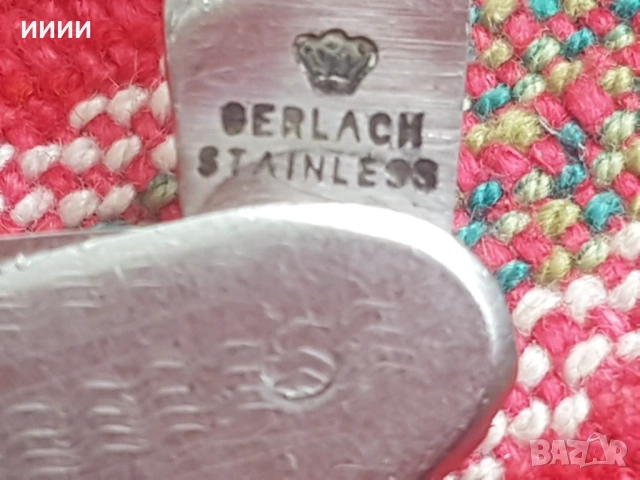 ииии
GERLACH
STAINLESS
BAZAR